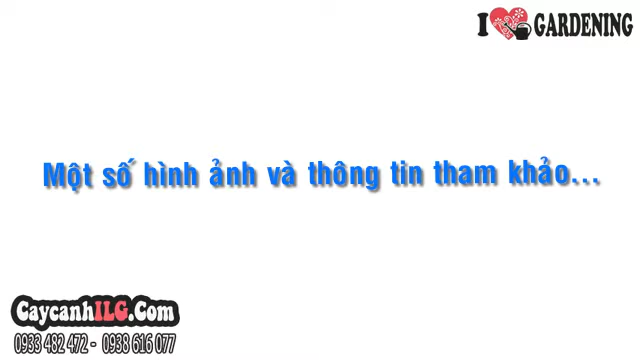 I GARDENING
Một số hình ảnh và thông tin tham khảo...
CaycanhILG.Com
0933 482 472 - 0938 616 077